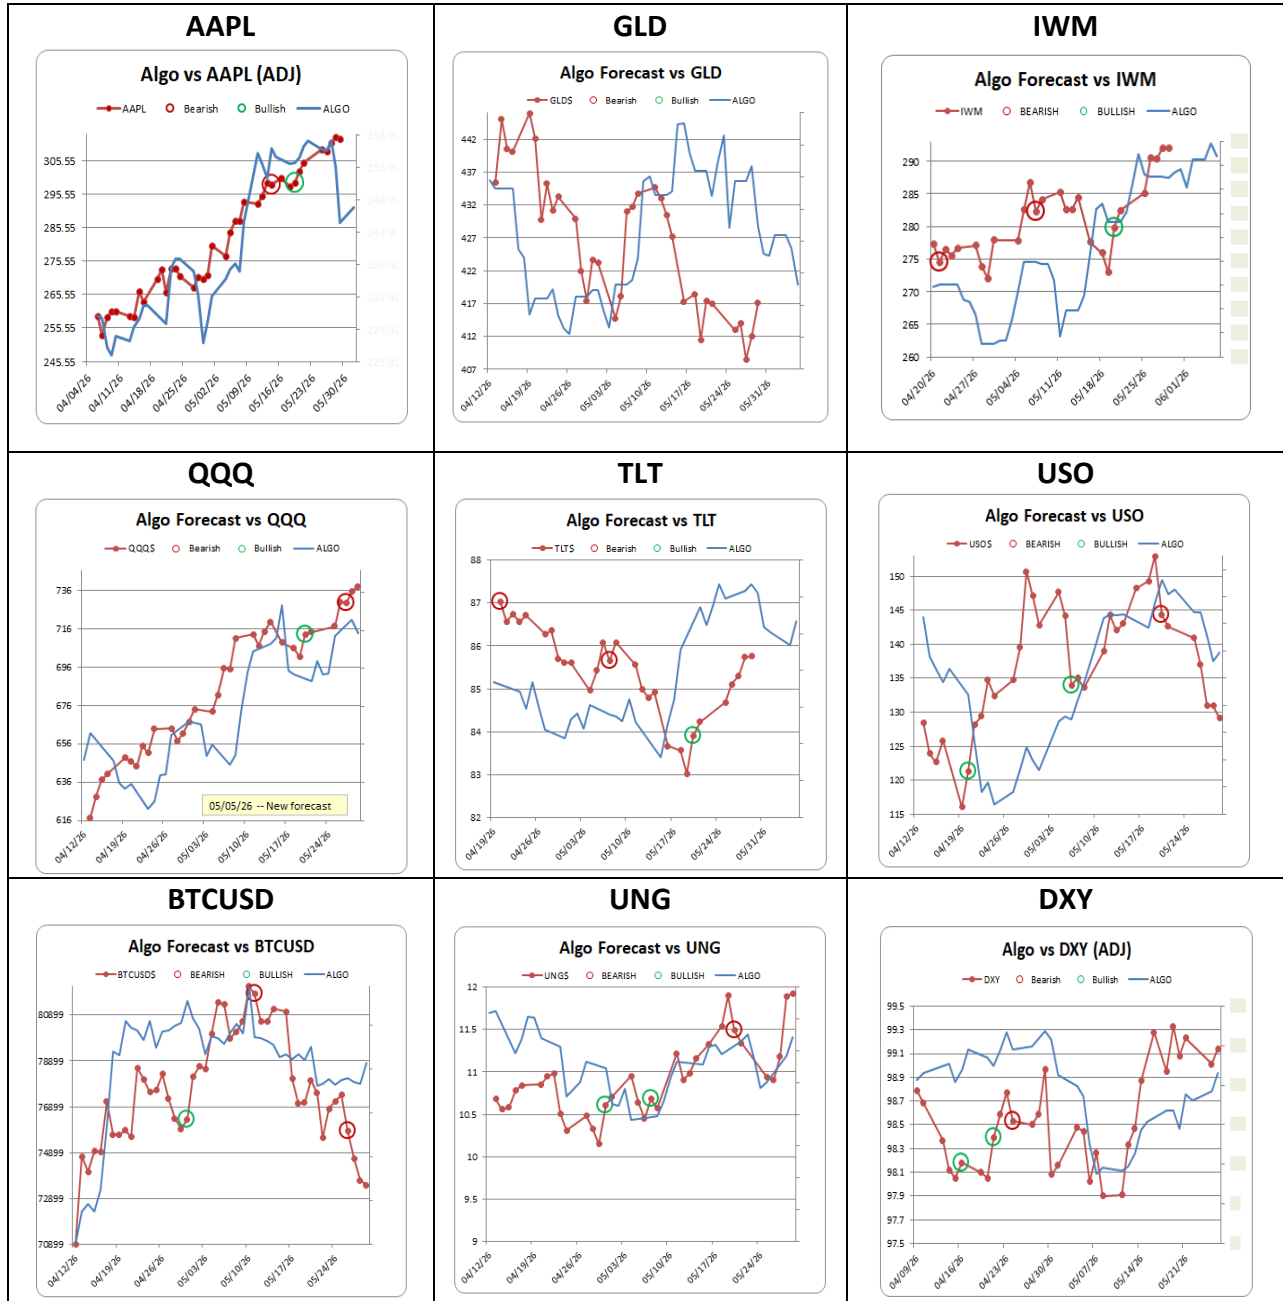 AAPL
Algo vs AAPL (ADJ)
AAPL Bearish Bullish ALGO
305.55
295.55
285.55
275.55
265.55
255.55
245.55
258.91
253.91
248.91
243.91
238.91
233.91
228.91
223.91
04/04/26 04/11/26 04/18/26 04/25/26 05/02/26 05/09/26 05/16/26 05/23/26 05/30/26
GLD
Algo Forecast vs GLD
GLD$ Bearish Bullish ALGO
442
437
432
427
422
417
412
407
04/12/26 04/19/26 04/26/26 05/03/26 05/10/26 05/17/26 05/24/26 05/31/26
IWM
Algo Forecast vs IWM
IWM BEARISH BULLISH ALGO
290
285
280
275
270
265
260
04/20/26 04/27/26 05/04/26 05/11/26 05/18/26 05/25/26 06/01/26
QQQ
Algo Forecast vs QQQ
QQQ$ Bearish Bullish ALGO
736
716
696
676
656
636
616
05/05/26 -- New forecast
04/12/26 04/19/26 04/26/26 05/03/26 05/10/26 05/17/26 05/24/26
TLT
Algo Forecast vs TLT
TLT$ Bearish Bullish ALGO
88
87
86
85
84
83
82
04/19/26 04/26/26 05/03/26 05/10/26 05/17/26 05/24/26 05/31/26
USO
Algo Forecast vs USO
USO$ BEARISH BULLISH ALGO
150
145
140
135
130
125
120
115
04/12/26 04/19/26 04/26/26 05/03/26 05/10/26 05/17/26 05/24/26
BTCUSD
Algo Forecast vs BTCUSD
BTCUSD$ BEARISH BULLISH ALGO
80899
78899
76899
74899
72899
70899
04/12/26 04/19/26 04/26/26 05/03/26 05/10/26 05/17/26 05/24/26
UNG
Algo Forecast vs UNG
UNG$ BEARISH BULLISH ALGO
12
11.5
11
10.5
10
9.5
9
04/12/26 04/19/26 04/26/26 05/03/26 05/10/26 05/17/26 05/24/26
DXY
Algo vs DXY (ADJ)
DXY Bearish Bullish ALGO
99.5
99.3
99.1
98.9
98.7
98.5
98.3
98.1
97.9
97.7
97.5
04/09/26 04/16/26 04/23/26 04/30/26 05/07/26 05/14/26 05/21/26